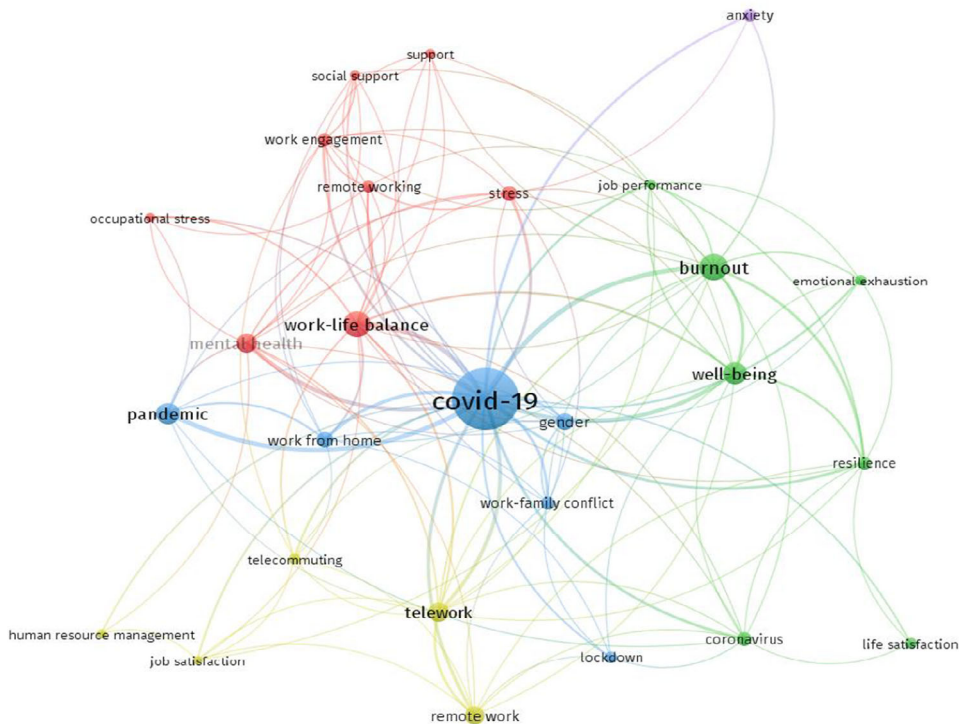 anxiety
support
social support
work engagement
remote working
stress
job performance
occupational stress
burnout
emotional exhaustion
work-life balance
mental health
well-being
covid-19
pandemic
gender
work from home
resilience
work-family conflict
telecommuting
telework
human resource management
coronavirus
life satisfaction
job satisfaction
lockdown
remote work